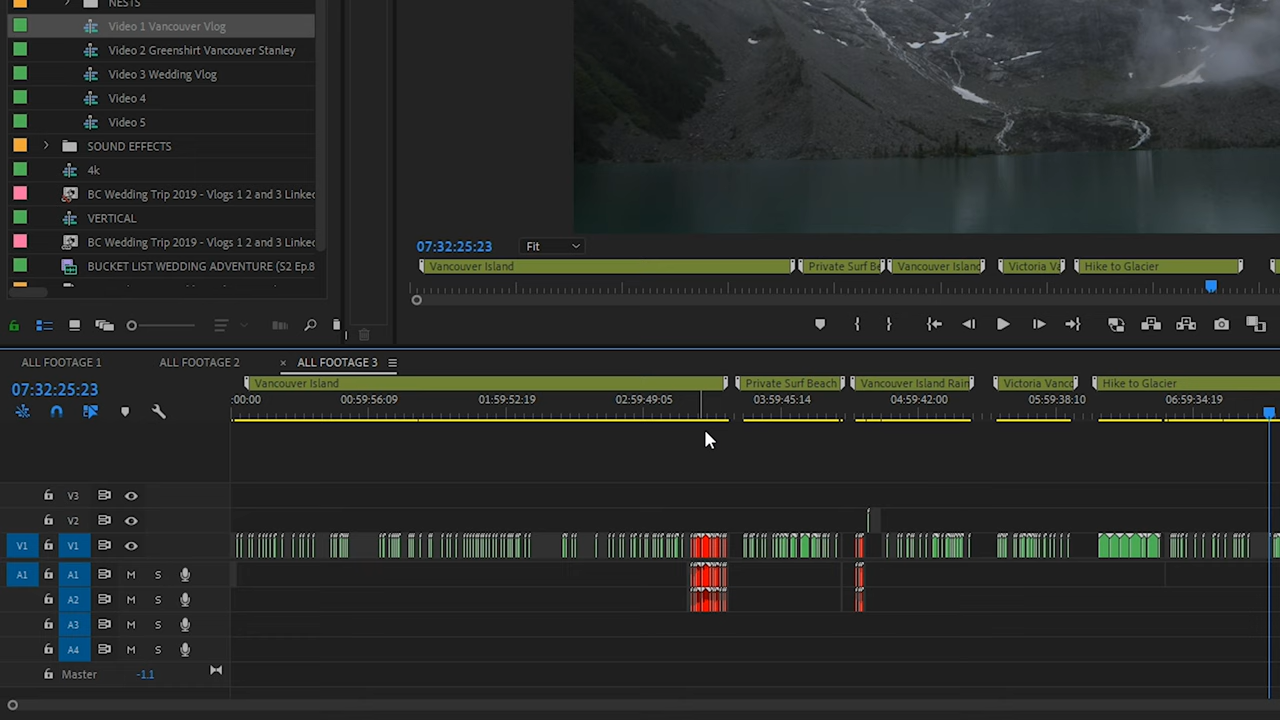 NESTS
Video 1 Vancouver Vlog
Video 2 Greenshirt Vancouver Stanley
Video 3 Wedding Vlog
Video 4
Video 5
SOUND EFFECTS
4k
BC Wedding Trip 2019 - Vlogs 1 2 and 3 Linked
VERTICAL
BC Wedding Trip 2019 - Vlogs 1 2 and 3 Linked
BUCKET LIST WEDDING ADVENTURE (S2 Ep.8
07:32:25:23
Fit
Vancouver Island
Private Surf Be
Vancouver Island
Victoria Va
Hike to Glacier
ALL FOOTAGE 1
ALL FOOTAGE 2
× ALL FOOTAGE 3
07:32:25:23
Vancouver Island
Private Surf Beach
Vancouver Island Rain
Victoria Vanco
Hike to Glacier
:00:00
00:59:56:09
01:59:52:19
02:59:49:05
03:59:45:14
04:59:42:00
05:59:38:10
06:59:34:19
V3
V2
V1 V1
A1 A1 M S
A2 M S
A3 M S
A4 M S
Master -1.1